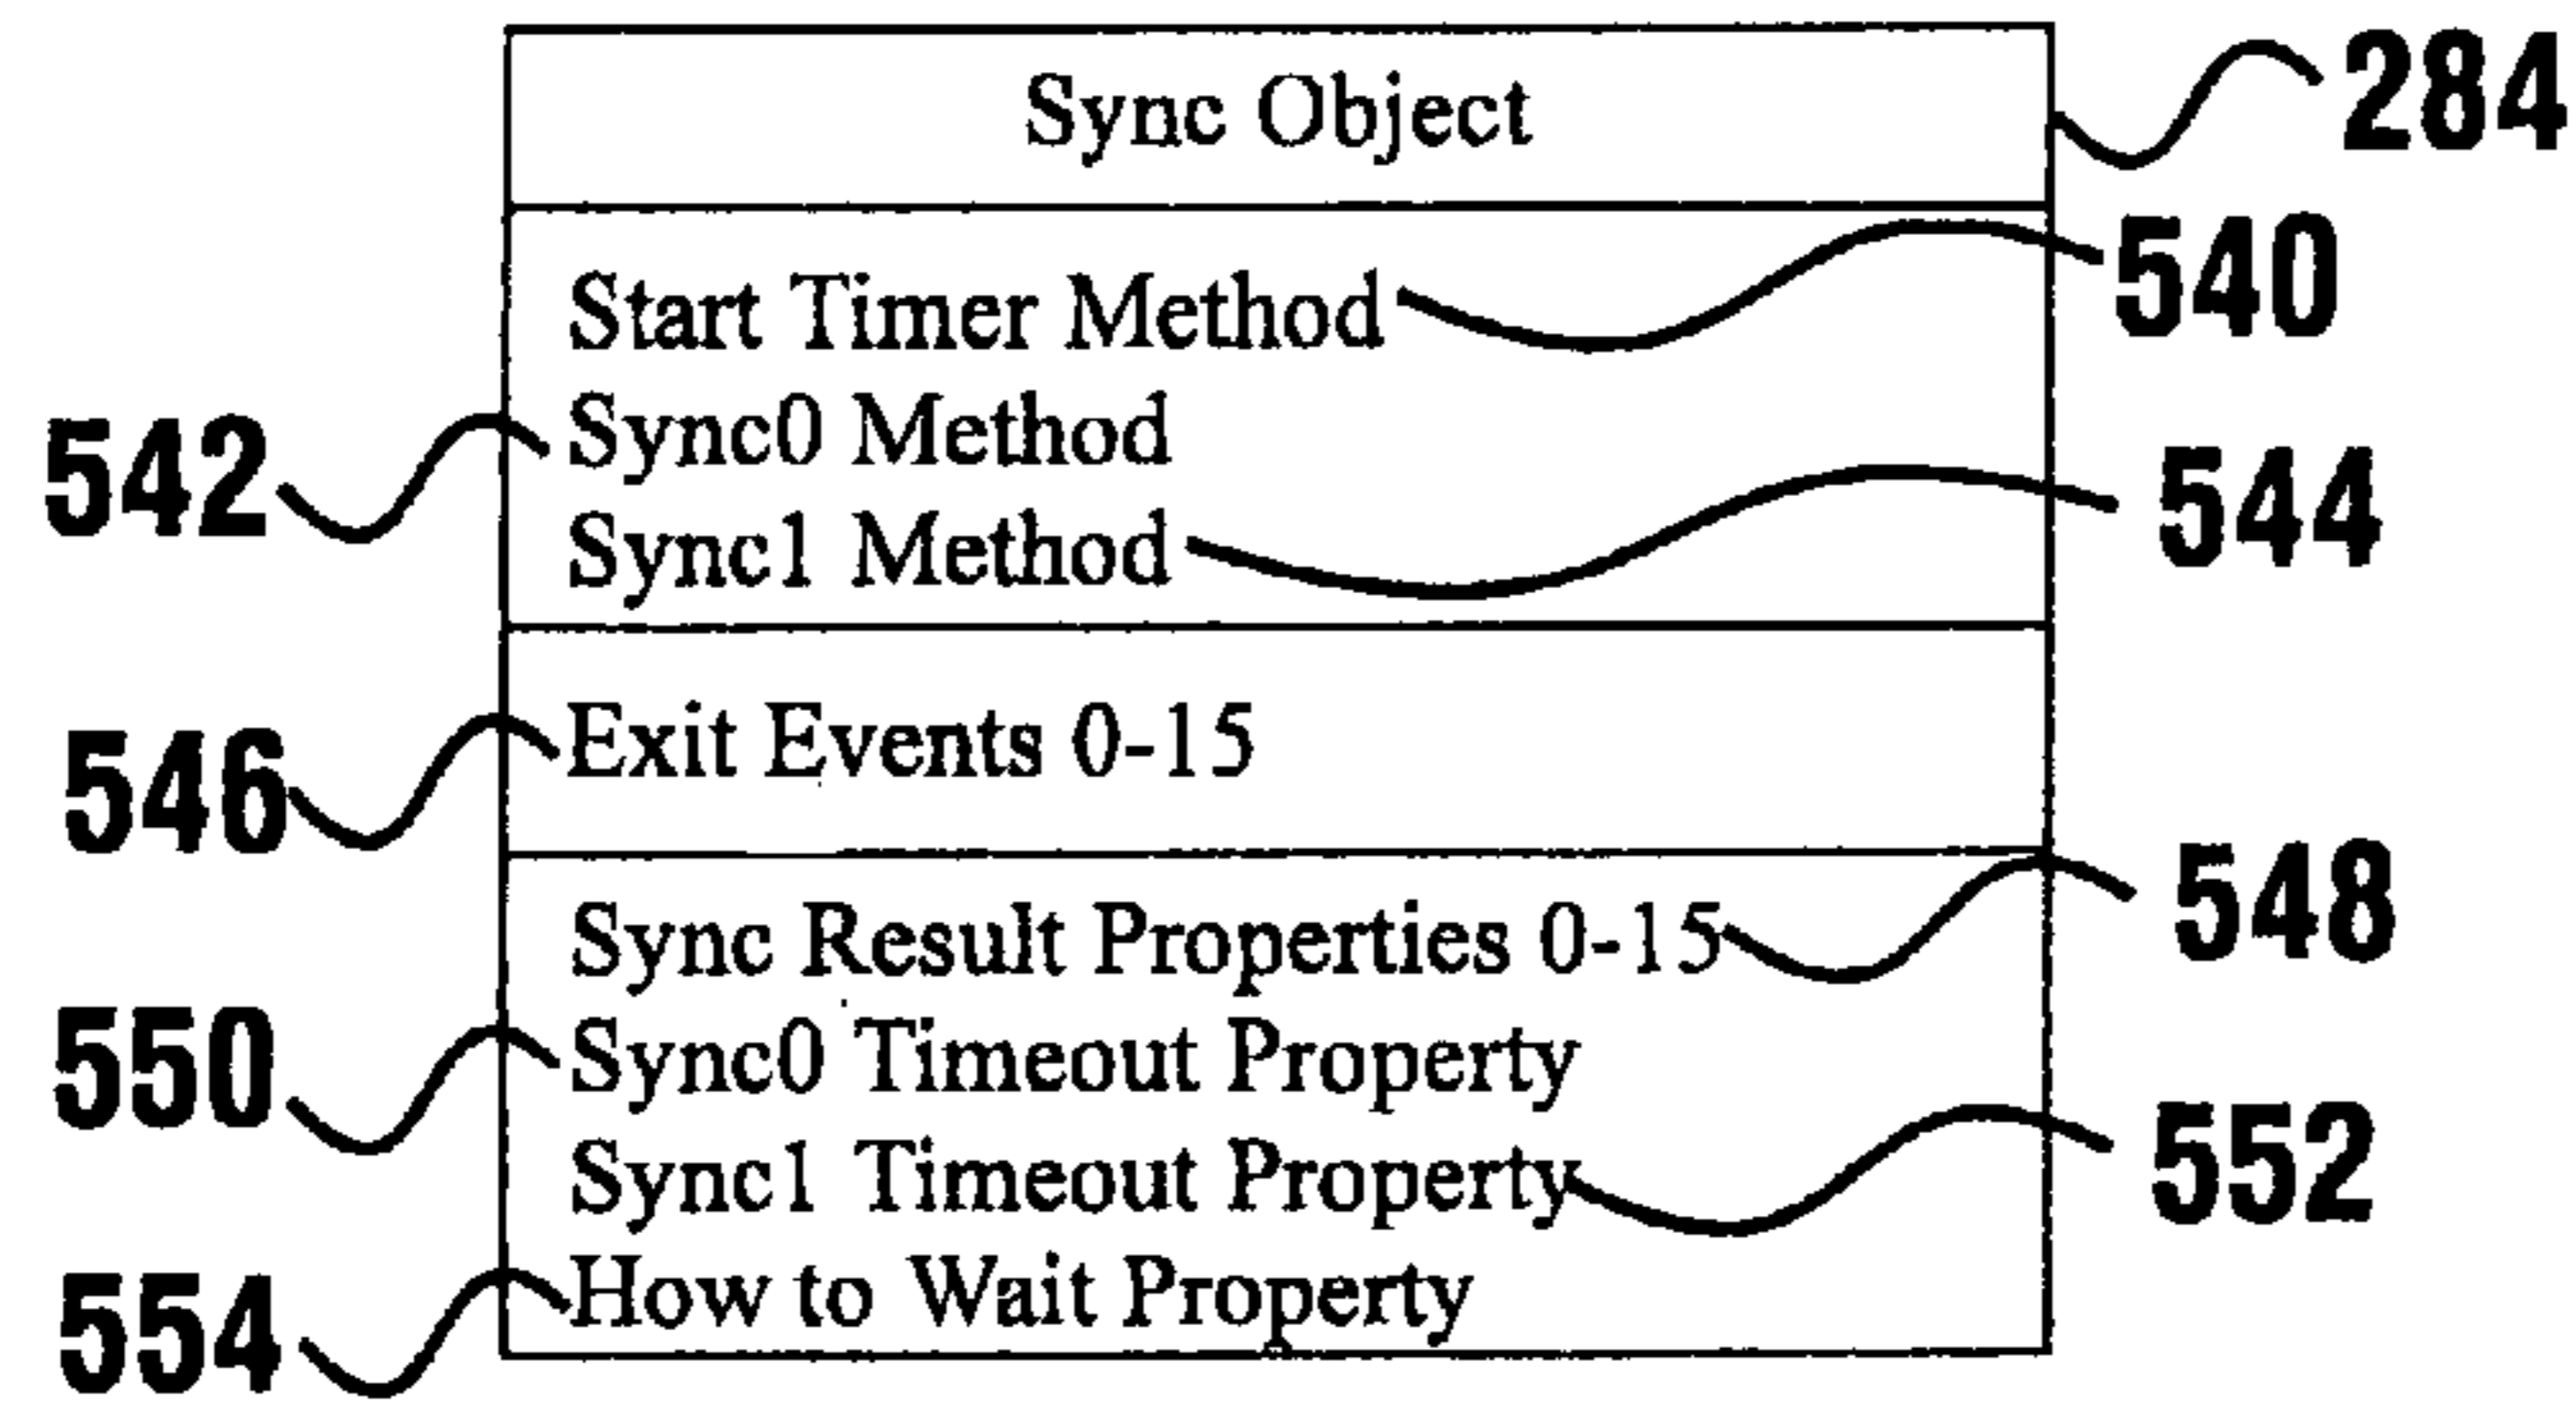 Sync Object
284
Start Timer Method
540
542
Sync0 Method
Sync1 Method
544
546
Exit Events 0-15
Sync Result Properties 0-15
548
550
Sync0 Timeout Property
Sync1 Timeout Property
552
554
How to Wait Property